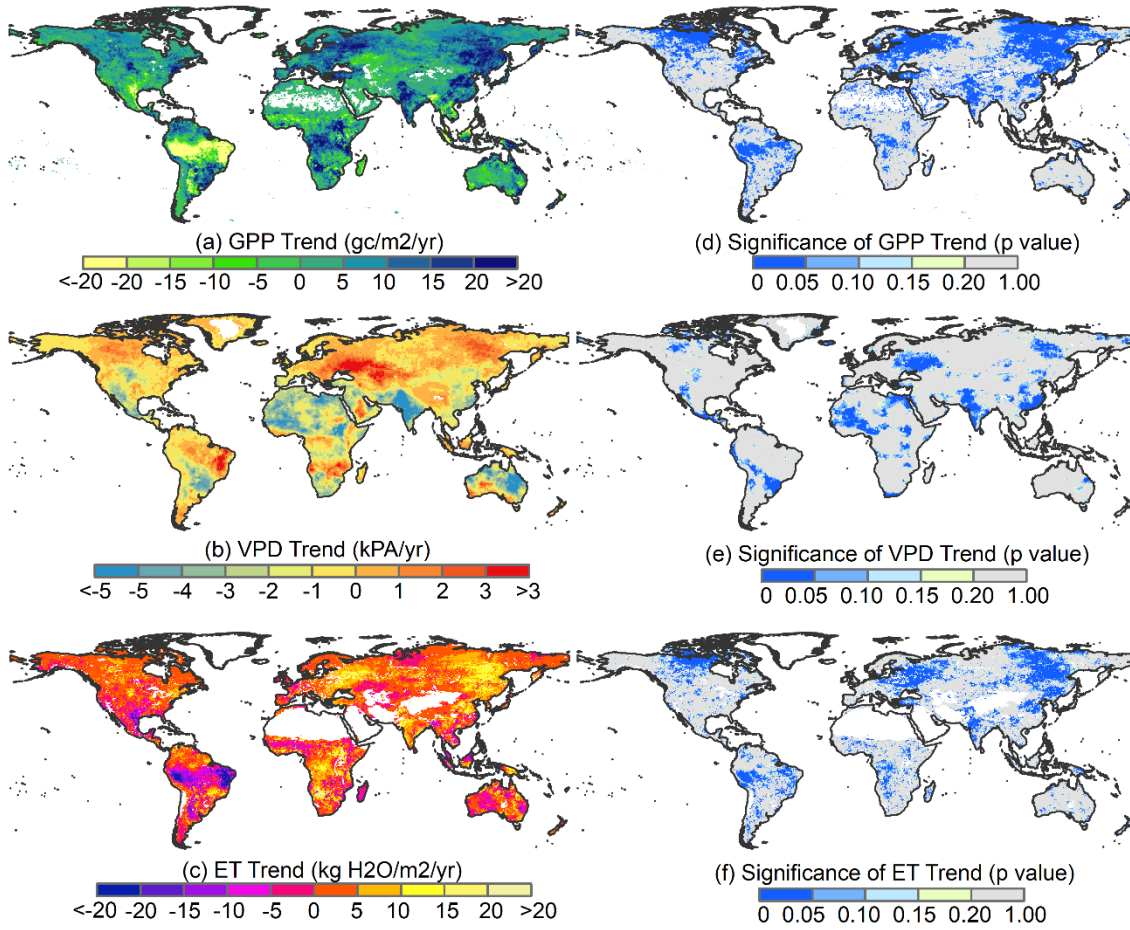 (a) GPP Trend (gc/m2/yr)
<-20 -20 -15 -10 -5 0 5 10 15 20 >20
(d) Significance of GPP Trend (p value)
0 0.05 0.10 0.15 0.20 1.00
(b) VPD Trend (kPA/yr)
<-5 -5 -4 -3 -2 -1 0 1 2 3 >3
(e) Significance of VPD Trend (p value)
0 0.05 0.10 0.15 0.20 1.00
(c) ET Trend (kg H2O/m2/yr)
<-20 -20 -15 -10 -5 0 5 10 15 20 >20
(f) Significance of ET Trend (p value)
0 0.05 0.10 0.15 0.20 1.00